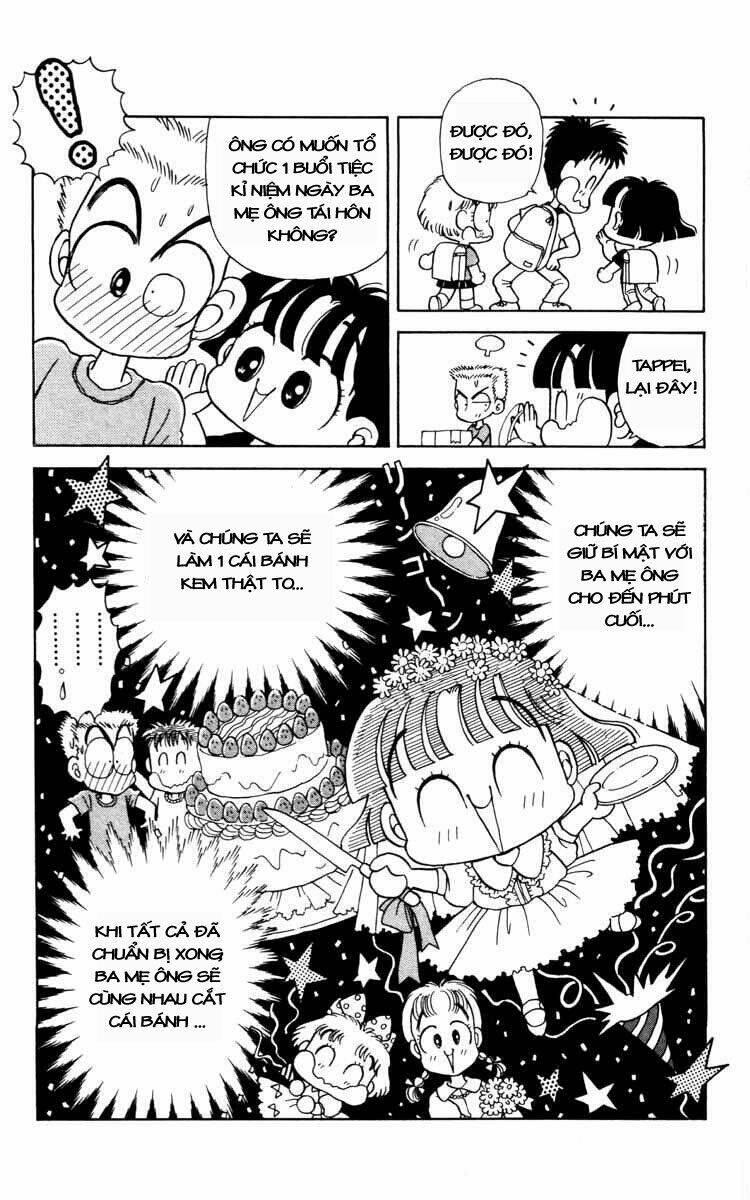 ĐƯỢC ĐÓ,
ĐƯỢC ĐÓ!
TAPPEI,
LẠI ĐÂY!
ÔNG CÓ MUỐN TỔ
CHỨC 1 BUỔI TIỆC
KỈ NIỆM NGÀY BA
MẸ ÔNG TÁI HÔN
KHÔNG?
CHÚNG TA SẼ
GIỮ BÍ MẬT VỚI
BA MẸ ÔNG
CHO ĐẾN PHÚT
CUỐI...
VÀ CHÚNG TA SẼ
LÀM 1 CÁI BÁNH
KEM THẬT TO...
KHI TẤT CẢ ĐÃ
CHUẨN BỊ XONG
BA MẸ ÔNG SẼ
CÙNG NHAU CẮT
CÁI BÁNH ...